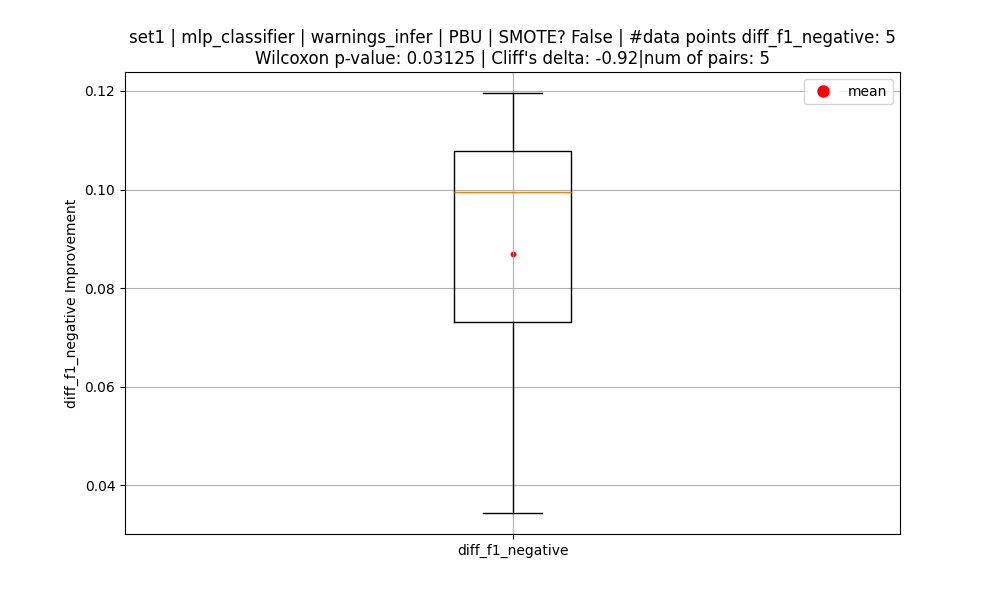 set1 | mlp_classifier | warnings_infer | PBU | SMOTE? False | #data points diff_f1_negative: 5
Wilcoxon p-value: 0.03125 | Cliff's delta: -0.92|num of pairs: 5
mean
0.12
0.10
0.08
0.06
0.04
diff_f1_negative Improvement
diff_f1_negative